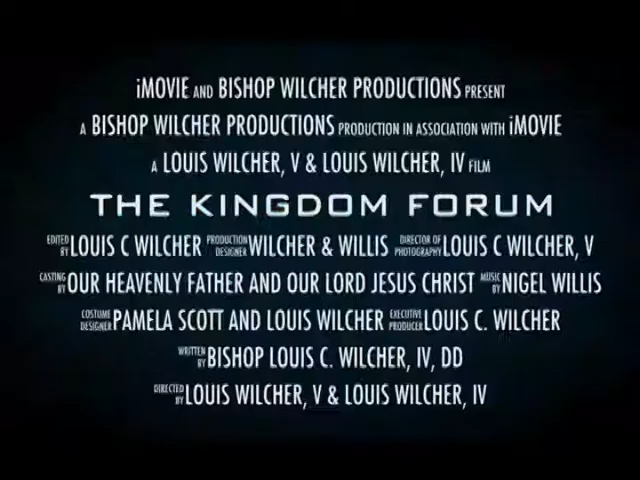 iMOVIE AND BISHOP WILCHER PRODUCTIONS PRESENT
A BISHOP WILCHER PRODUCTIONS PRODUCTION IN ASSOCIATION WITH iMOVIE
A LOUIS WILCHER, V & LOUIS WILCHER, IV FILM
THE KINGDOM FORUM
EDITED BY LOUIS C WILCHER PRODUCTION DESIGNER WILCHER & WILLIS DIRECTOR OF PHOTOGRAPHY LOUIS C WILCHER, V
CASTING BY OUR HEAVENLY FATHER AND OUR LORD JESUS CHRIST MUSIC BY NIGEL WILLIS
COSTUME DESIGNER PAMELA SCOTT AND LOUIS WILCHER EXECUTIVE PRODUCER LOUIS C. WILCHER
WRITTEN BY BISHOP LOUIS C. WILCHER, IV, DD
DIRECTED BY LOUIS WILCHER, V & LOUIS WILCHER, IV